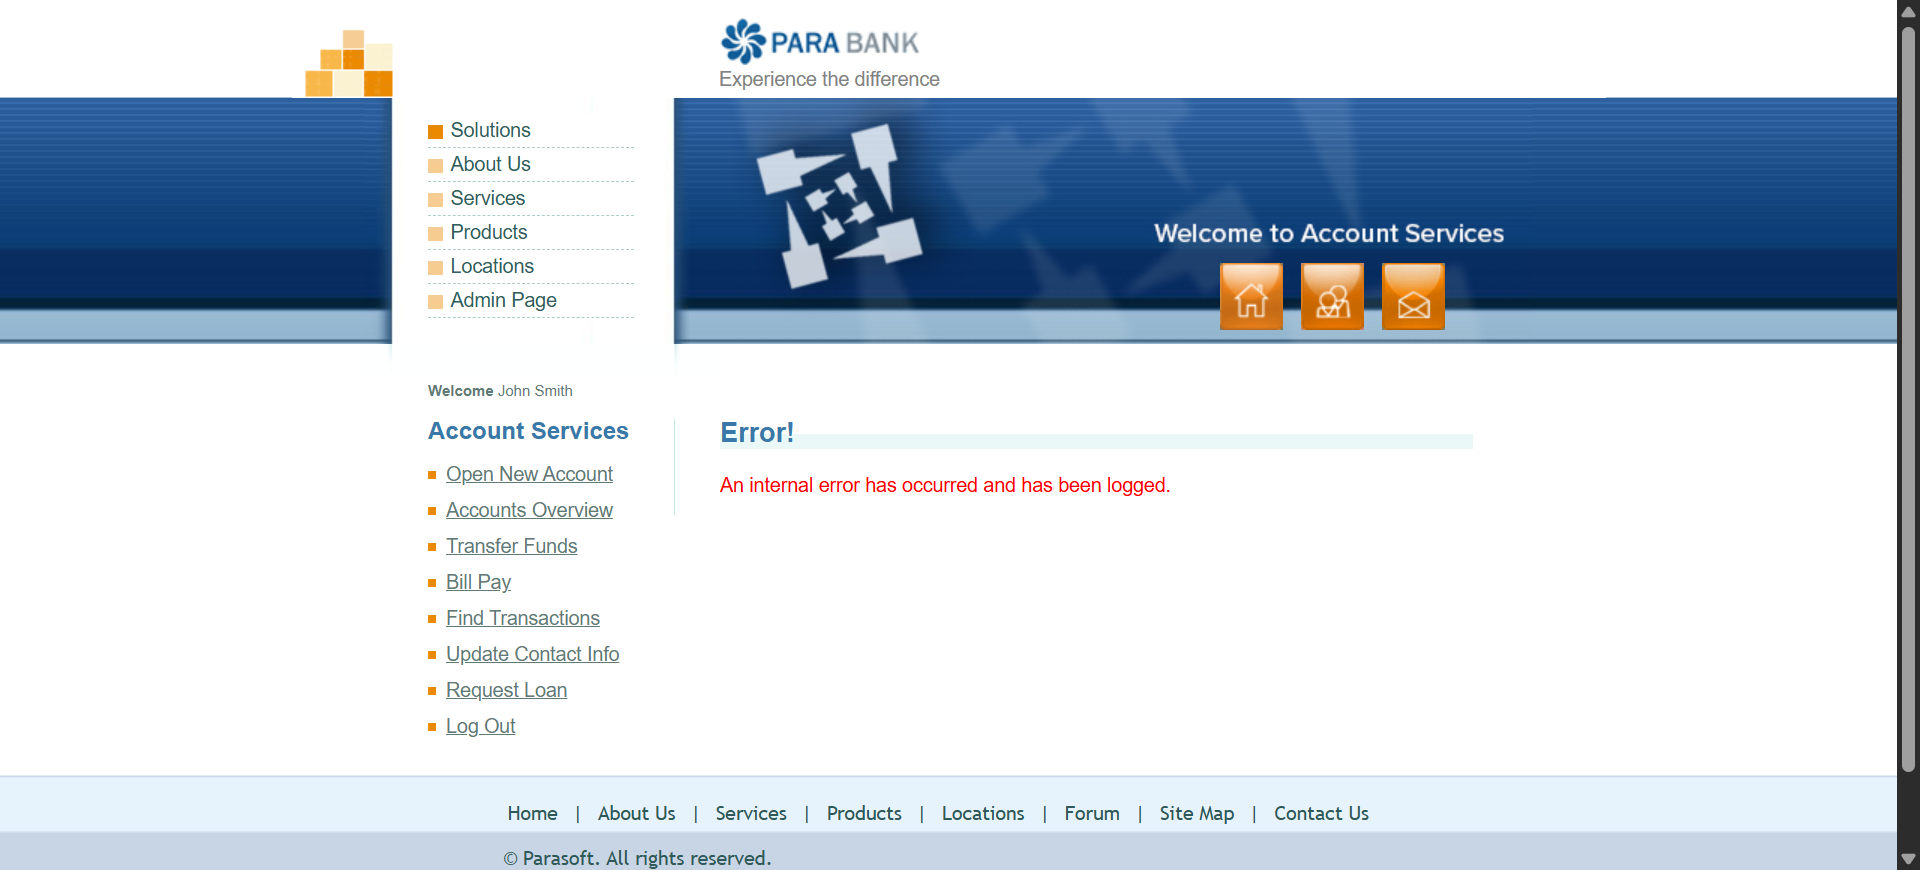 PARA BANK
Experience the difference
Solutions
About Us
Services
Products
Locations
Admin Page
Welcome to Account Services
Welcome John Smith
Account Services
Open New Account
Accounts Overview
Transfer Funds
Bill Pay
Find Transactions
Update Contact Info
Request Loan
Log Out
Error!
An internal error has occurred and has been logged.
Home | About Us | Services | Products | Locations | Forum | Site Map | Contact Us
© Parasoft. All rights reserved.